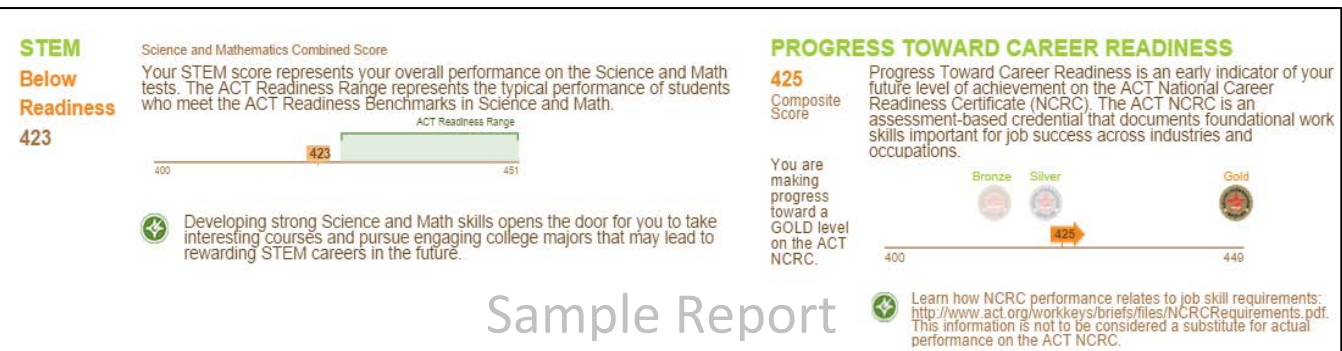 STEM
Below
Readiness
423
Science and Mathematics Combined Score
Your STEM score represents your overall performance on the Science and Math
tests. The ACT Readiness Range represents the typical performance of students
who meet the ACT Readiness Benchmarks in Science and Math.
ACT Readiness Range
423
400
451
Developing strong Science and Math skills opens the door for you to take
interesting courses and pursue engaging college majors that may lead to
rewarding STEM careers in the future.
PROGRESS TOWARD CAREER READINESS
425
Composite
Score
You are
making
progress
toward a
GOLD level
on the ACT
NCRC.
Progress Toward Career Readiness is an early indicator of your
future level of achievement on the ACT National Career
Readiness Certificate (NCRC). The ACT NCRC is an
assessment-based credential that documents foundational work
skills important for job success across industries and
occupations.
Bronze
Silver
Gold
425
400
449
Learn how NCRC performance relates to job skill requirements:
http://www.act.org/workkeys/briefs/files/NCRCRequirements.pdf.
This information is not to be considered a substitute for actual
performance on the ACT NCRC.
Sample Report